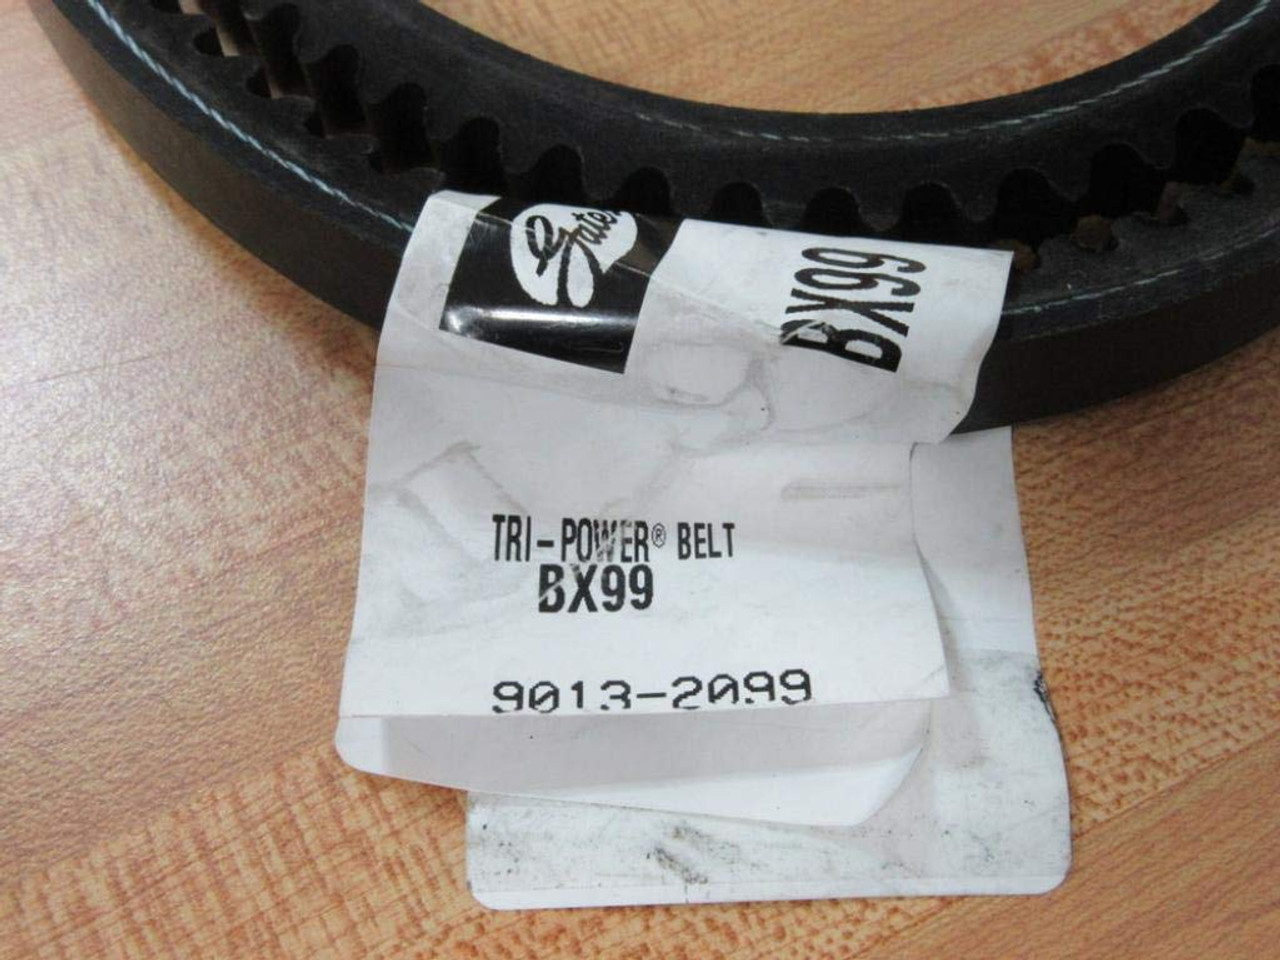 Gates
BX99
TRI-POWER® BELT
BX99
9013-2099